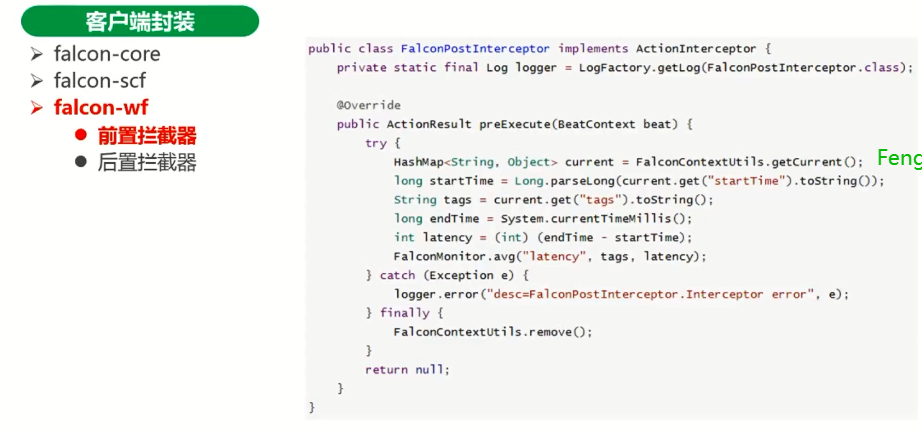 客户端封装
falcon-core
falcon-scf
falcon-wf
前置拦截器
后置拦截器
public class FalconPostInterceptor implements ActionInterceptor {
private static final Log logger = LogFactory.getLog(FalconPostInterceptor.class);
@Override
public ActionResult preExecute(BeatContext beat) {
try {
HashMap<String, Object> current = FalconContextUtils.getCurrent();
long startTime = Long.parseLong(current.get("startTime").toString());
String tags = current.get("tags").toString();
long endTime = System.currentTimeMillis();
int latency = (int) (endTime - startTime);
FalconMonitor.avg("latency", tags, latency);
} catch (Exception e) {
logger.error("desc=FalconPostInterceptor.Interceptor error", e);
} finally {
FalconContextUtils.remove();
}
return null;
}
}
Feng